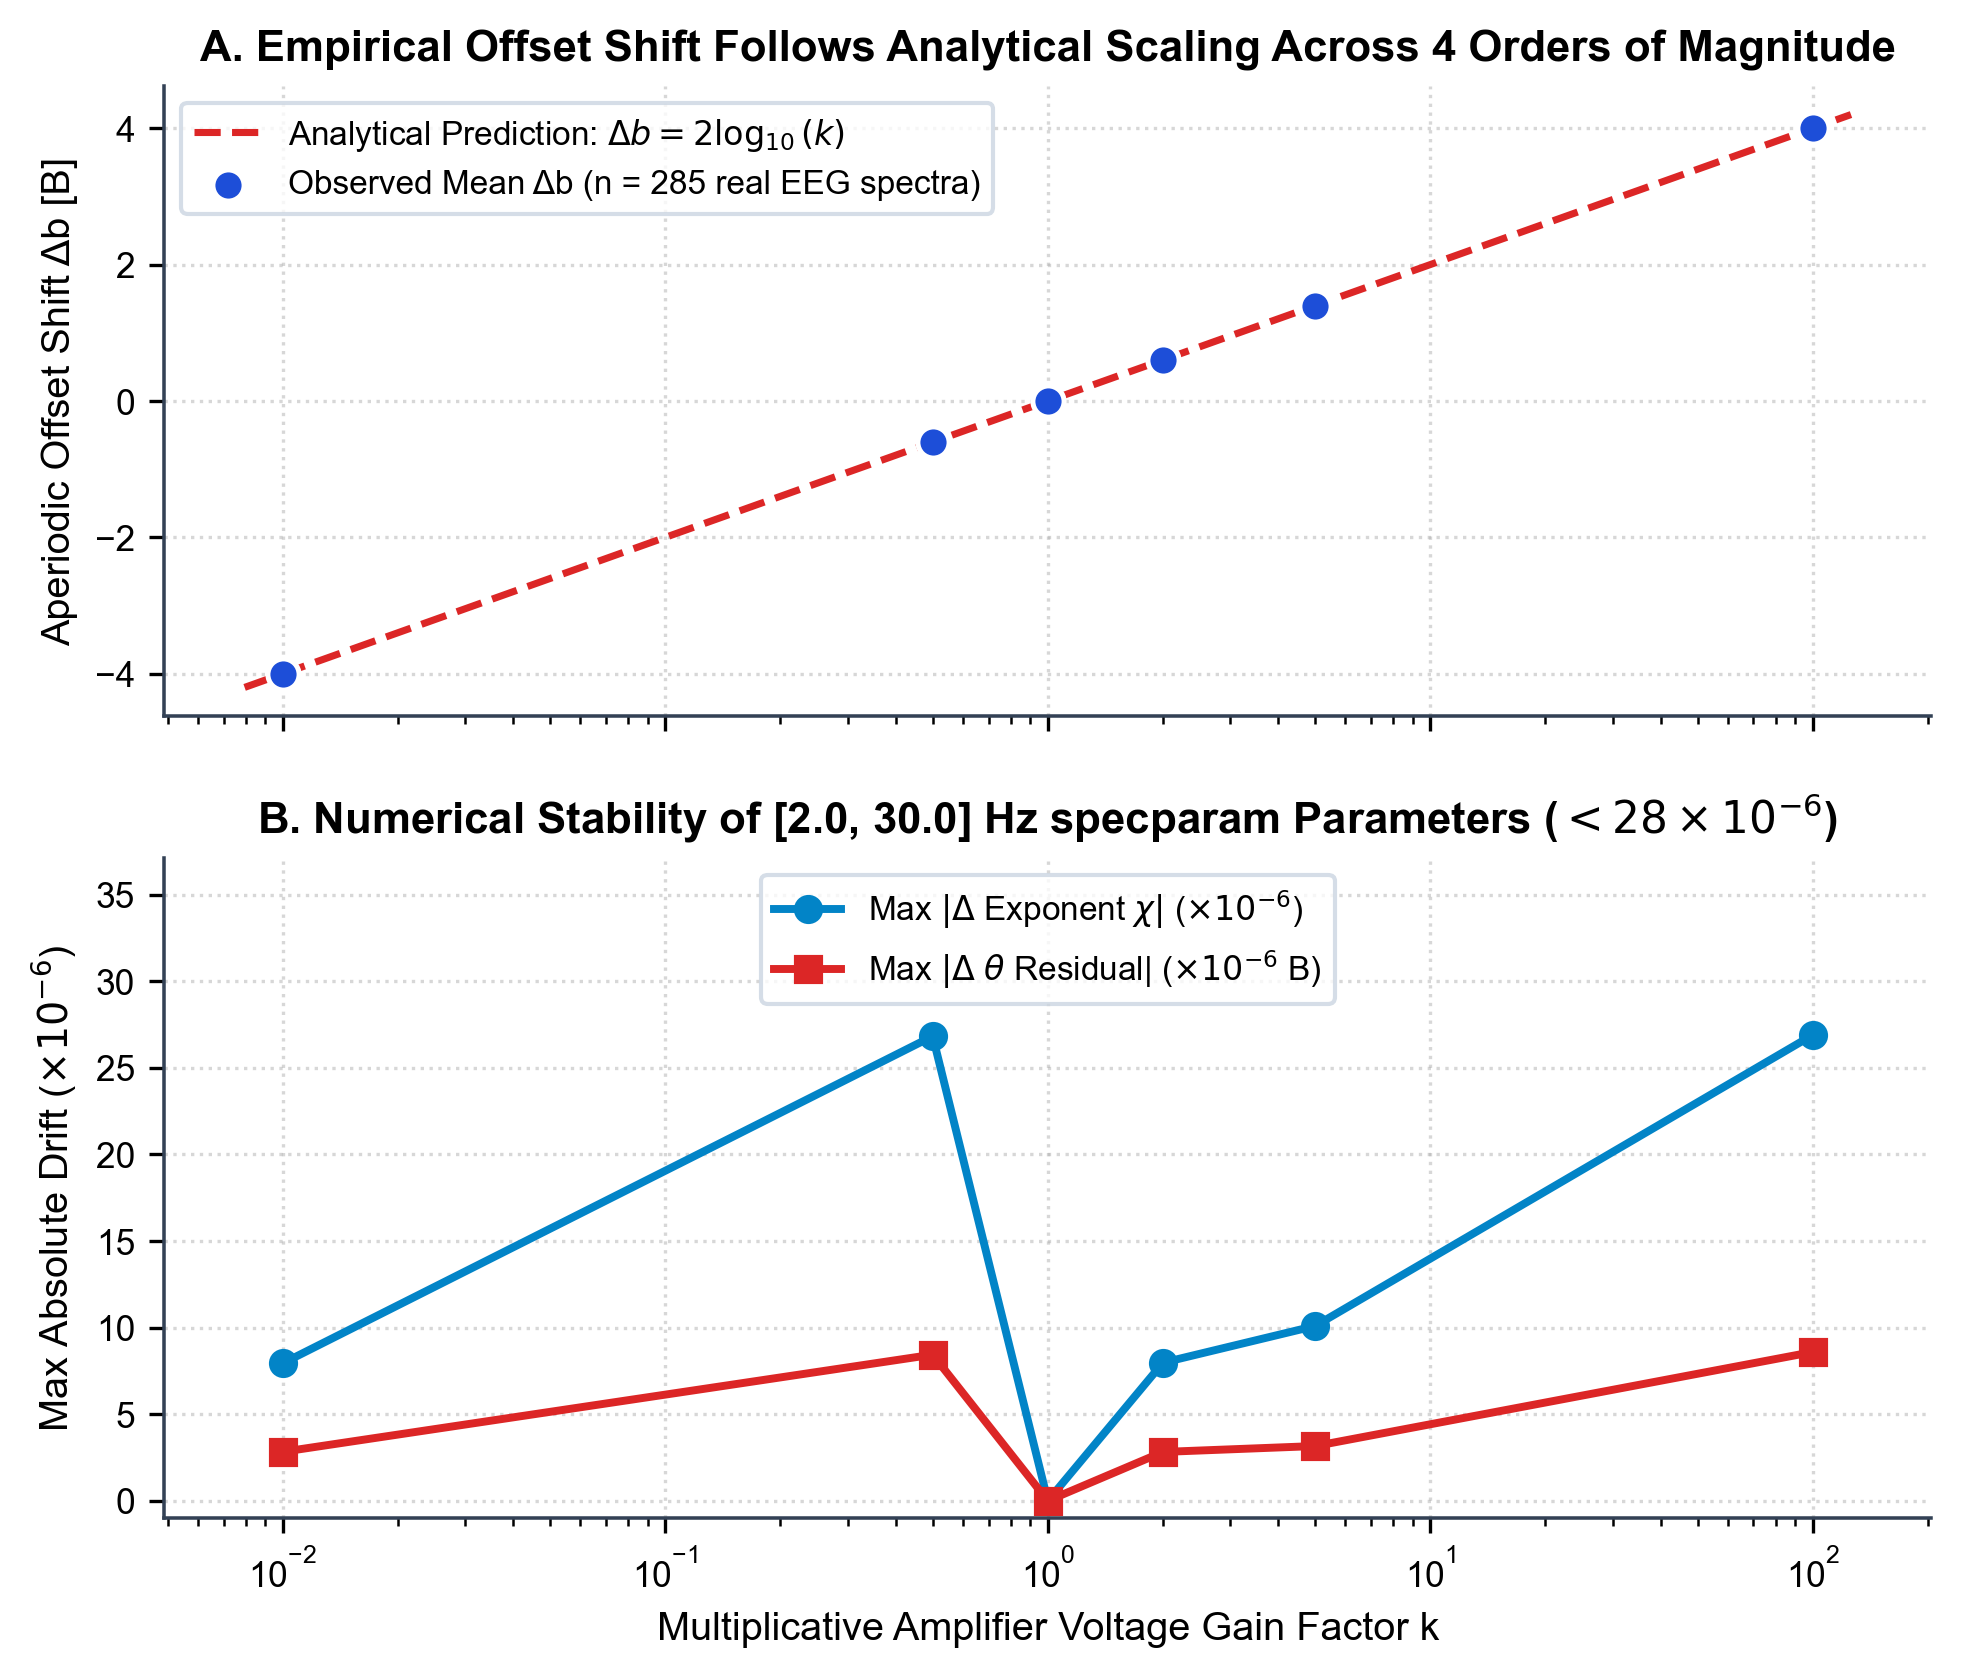 A. Empirical Offset Shift Follows Analytical Scaling Across 4 Orders of Magnitude
Analytical Prediction: Δb = 2log₁₀ (k)
Observed Mean Δb (n = 285 real EEG spectra)
Aperiodic Offset Shift Δb [B]
4
2
0
−2
−4
B. Numerical Stability of [2.0, 30.0] Hz specparam Parameters ( < 28 × 10⁻⁶)
Max |Δ Exponent χ| (×10⁻⁶)
Max |Δ θ Residual| (×10⁻⁶ B)
Max Absolute Drift (×10⁻⁶)
35
30
25
20
15
10
5
0
10⁻² 10⁻¹ 10⁰ 10¹ 10²
Multiplicative Amplifier Voltage Gain Factor k